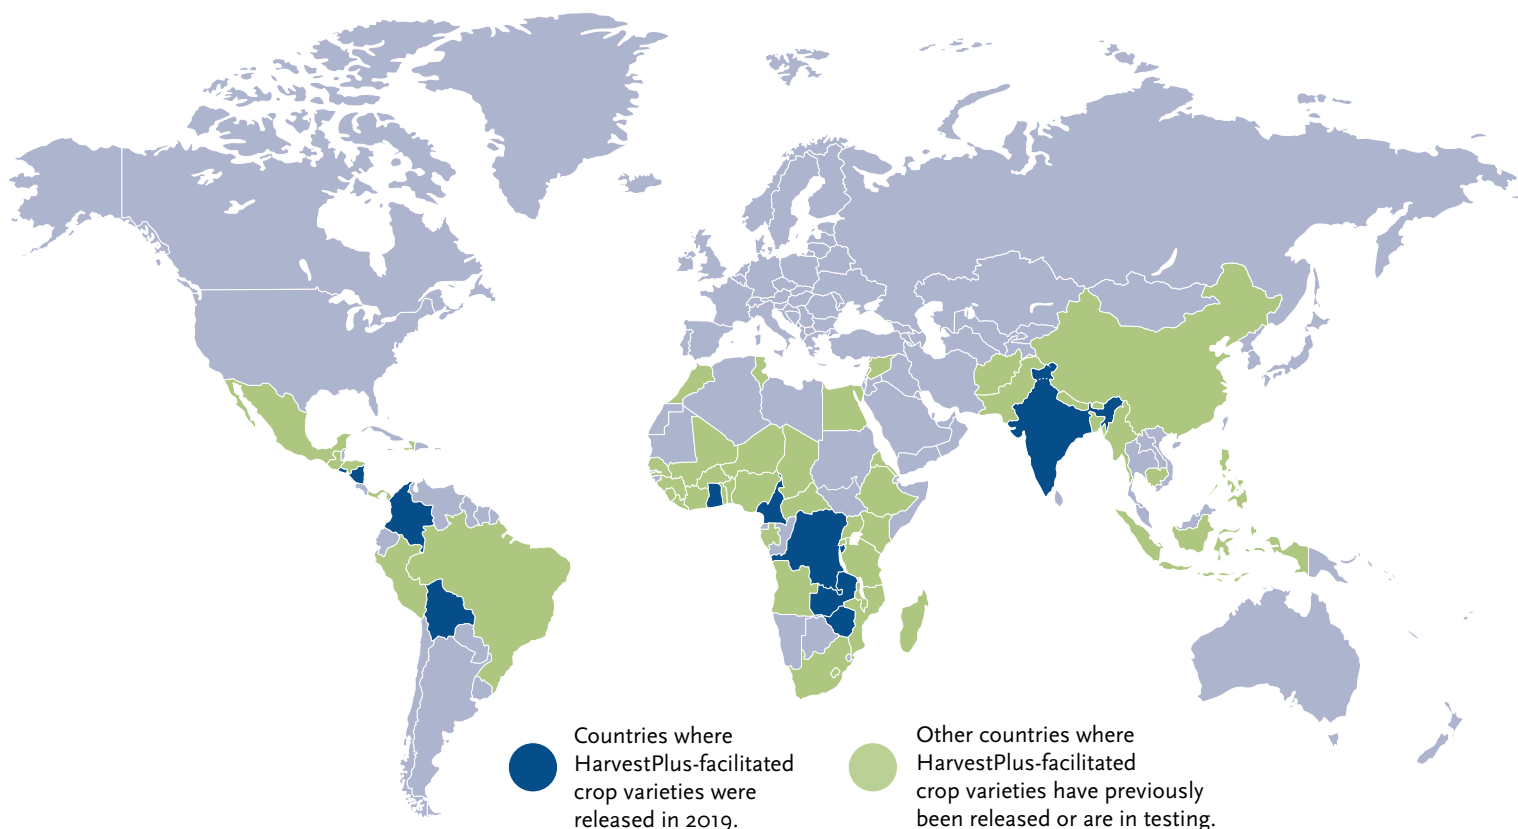 Countries where
HarvestPlus-facilitated
crop varieties were
released in 2019.
Other countries where
HarvestPlus-facilitated
crop varieties have previously
been released or are in testing.